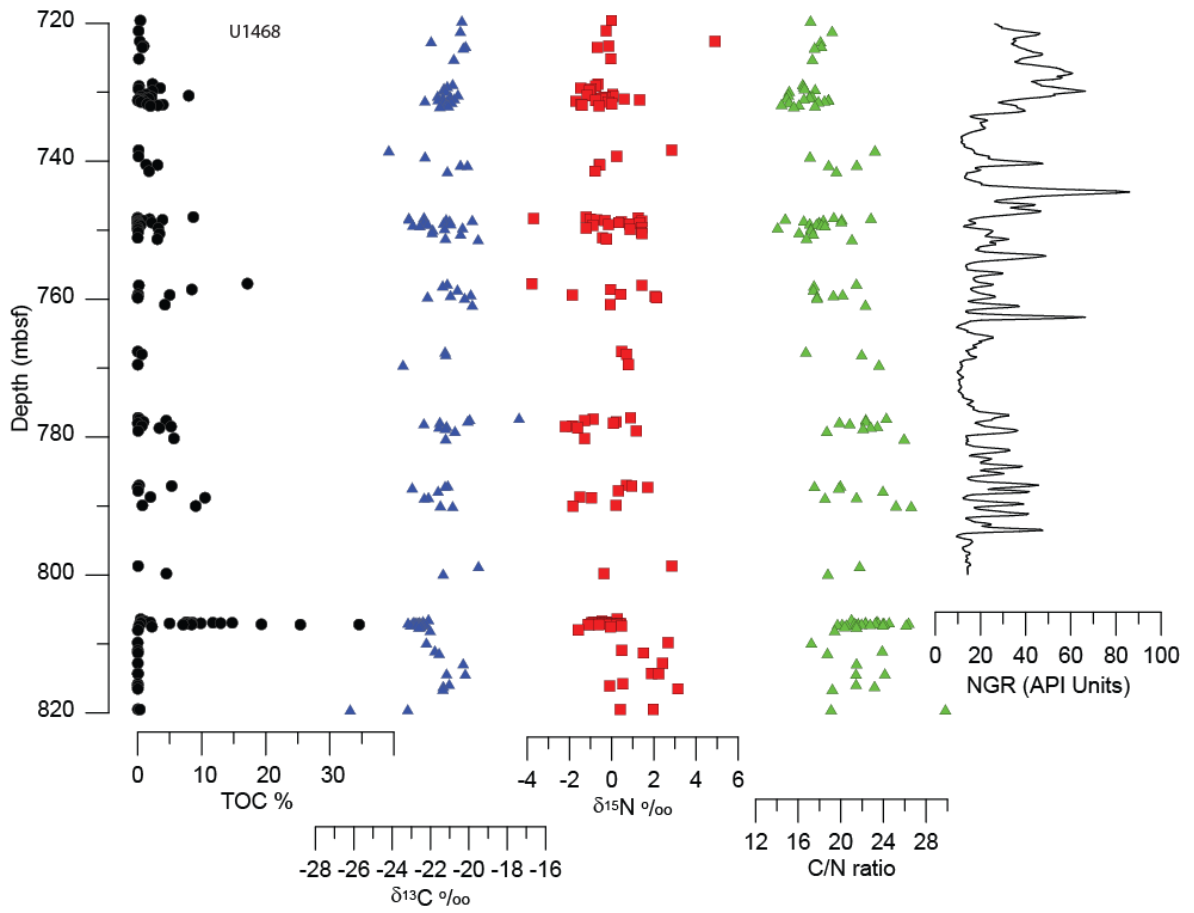 U1468
720
740
760
780
800
820
Depth (mbsf)
0 10 20 30
TOC %
-28 -26 -24 -22 -20 -18 -16
δ¹³C º/oo
-4 -2 0 2 4 6
δ¹⁵N º/oo
12 16 20 24 28
C/N ratio
0 20 40 60 80 100
NGR (API Units)